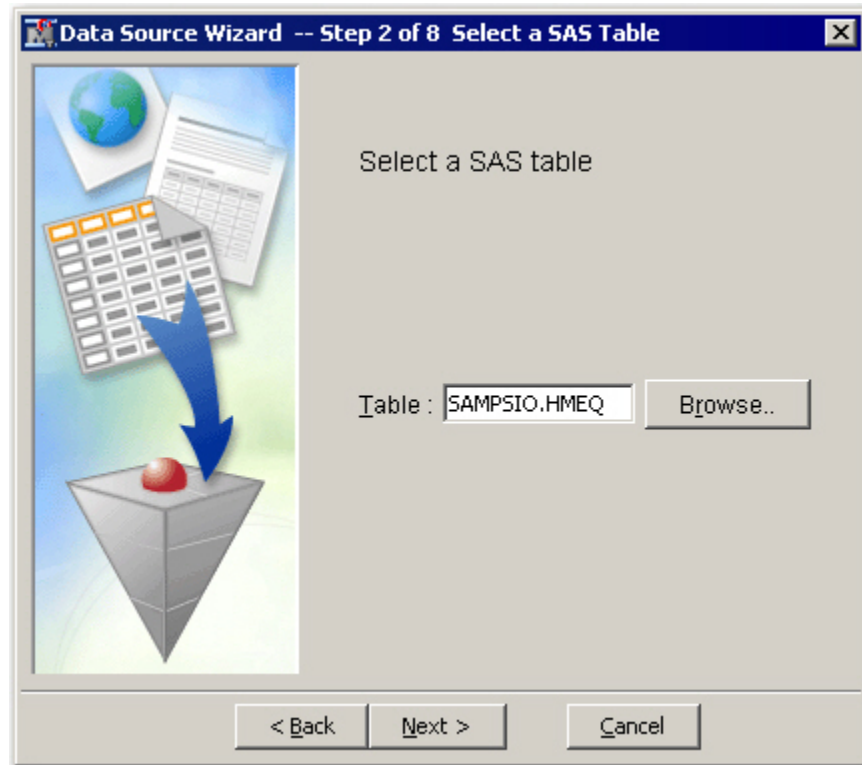 Data Source Wizard -- Step 2 of 8 Select a SAS Table
Select a SAS table
Table : SAMPSIO.HMEQ Browse..
< Back Next > Cancel